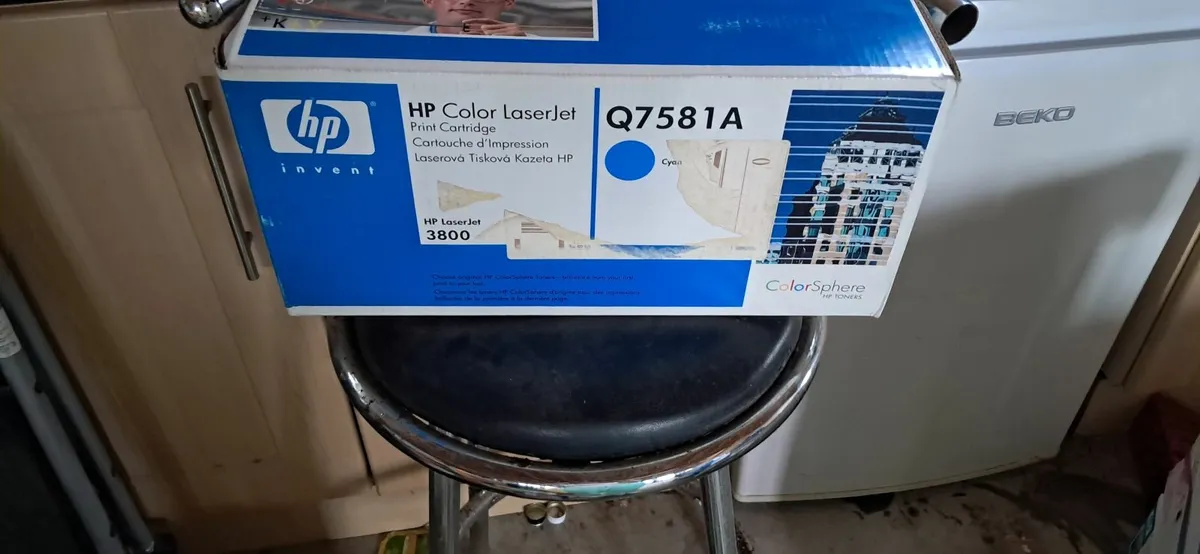 +K Y
hp
invent
HP Color LaserJet
Print Cartridge
Cartouche d'Impression
Laserová Tisková Kazeta HP
HP LaserJet
3800
Q7581A
Cyan
ColorSphere
HP TONERS
BEKO